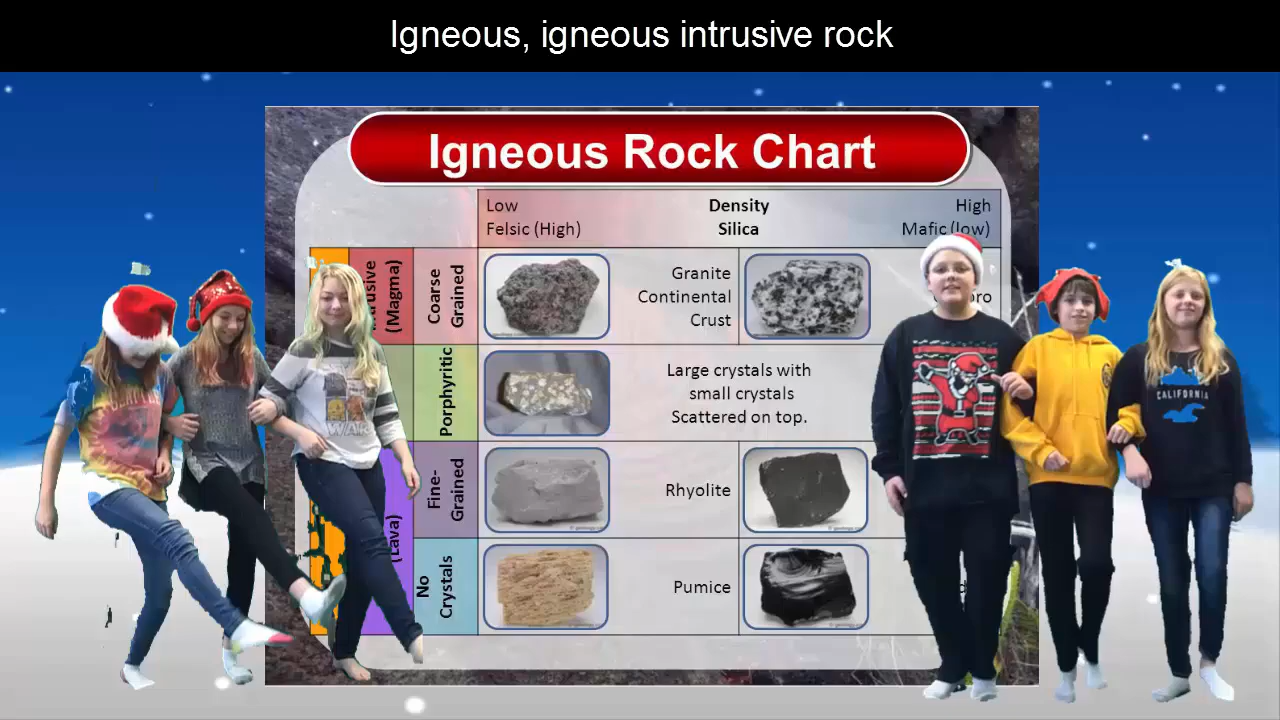 Igneous, igneous intrusive rock
Igneous Rock Chart
Low Density High
Felsic (High) Silica Mafic (low)
(Magma)
Coarse
Grained
Granite
Continental
Crust
Porphyritic
Large crystals with
small crystals
Scattered on top.
(Lava)
Fine-
Grained
Rhyolite
No
Crystals
Pumice
WAR
CALIFORNIA